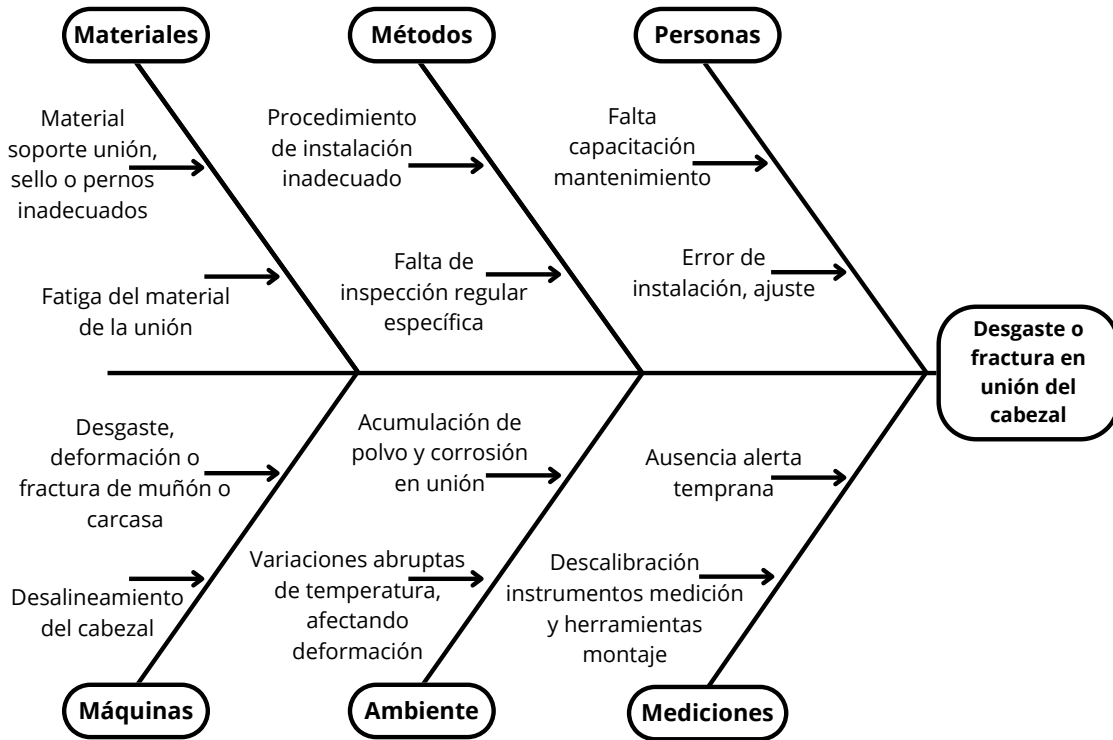 Materiales
Métodos
Personas
Material
soporte unión,
sello o pernos
inadecuados
Procedimiento
de instalación
inadecuado
Falta
capacitación
mantenimiento
Fatiga del material
de la unión
Falta de
inspección regular
específica
Error de
instalación, ajuste
Desgaste o
fractura en
unión del
cabezal
Desgaste,
deformación o
fractura de muñón o
carcasa
Acumulación de
polvo y corrosión
en unión
Ausencia alerta
temprana
Desalineamiento
del cabezal
Variaciones abruptas
de temperatura,
afectando
deformación
Descalibración
instrumentos medición
y herramientas
montaje
Máquinas
Ambiente
Mediciones